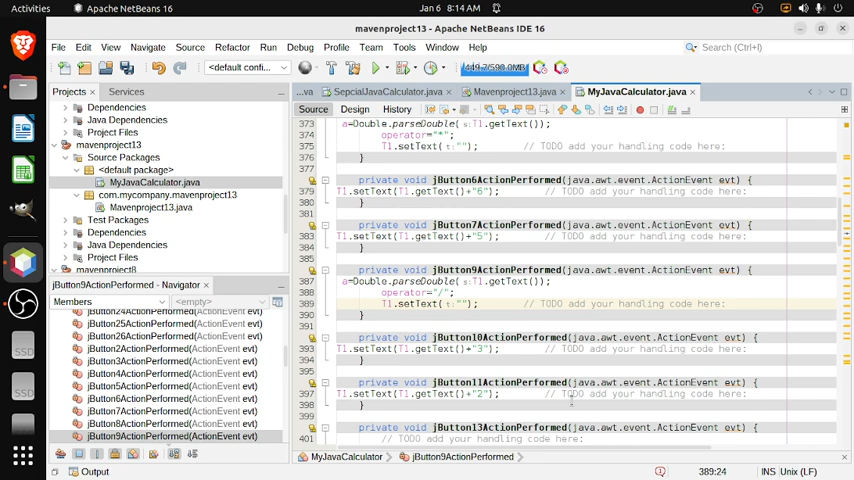 Activities
Jan 6 8:14 AM
mavenproject13 - Apache NetBeans IDE 16
File Edit View Navigate Source Refactor Run Debug Profile Team Tools Window Help
Search (Ctrl+I)
<default confi...
449.7/590.0MB
Projects
Services
...va
SepcialJavaCalculator.java
Mavenproject13.java
MyJavaCalculator.java
Source Design History
Dependencies
Java Dependencies
Project Files
mavenproject13
Source Packages
<default package>
MyJavaCalculator.java
com.mycompany.mavenproject13
Mavenproject13.java
Test Packages
Dependencies
Java Dependencies
Project Files
mavenproject8
jButton9ActionPerformed - Navigator
Members
<empty>
jButton24ActionPerformed(ActionEvent evt)
jButton25ActionPerformed(ActionEvent evt)
jButton26ActionPerformed(ActionEvent evt)
jButton2ActionPerformed(ActionEvent evt)
jButton3ActionPerformed(ActionEvent evt)
jButton4ActionPerformed(ActionEvent evt)
jButton5ActionPerformed(ActionEvent evt)
jButton6ActionPerformed(ActionEvent evt)
jButton7ActionPerformed(ActionEvent evt)
jButton8ActionPerformed(ActionEvent evt)
jButton9ActionPerformed(ActionEvent evt)
373 a=Double.parseDouble( s:T1.getText());
374 operator="*";
375 T1.setText( t:""); // TODO add your handling code here:
376 }
377
private void jButton6ActionPerformed(java.awt.event.ActionEvent evt) {
379 T1.setText(T1.getText()+"6"); // TODO add your handling code here:
380 }
381
private void jButton7ActionPerformed(java.awt.event.ActionEvent evt) {
383 T1.setText(T1.getText()+"5"); // TODO add your handling code here:
384 }
385
private void jButton9ActionPerformed(java.awt.event.ActionEvent evt) {
387 a=Double.parseDouble( s:T1.getText());
388 operator="/";
389 T1.setText( t:""); // TODO add your handling code here:
390 }
391
private void jButton10ActionPerformed(java.awt.event.ActionEvent evt) {
393 T1.setText(T1.getText()+"3"); // TODO add your handling code here:
394 }
395
private void jButton11ActionPerformed(java.awt.event.ActionEvent evt) {
397 T1.setText(T1.getText()+"2"); // TODO add your handling code here:
398 }
399
private void jButton13ActionPerformed(java.awt.event.ActionEvent evt) {
401 // TODO add your handling code here:
MyJavaCalculator
jButton9ActionPerformed
SSD
SSD
Output
389:24
INS
Unix (LF)